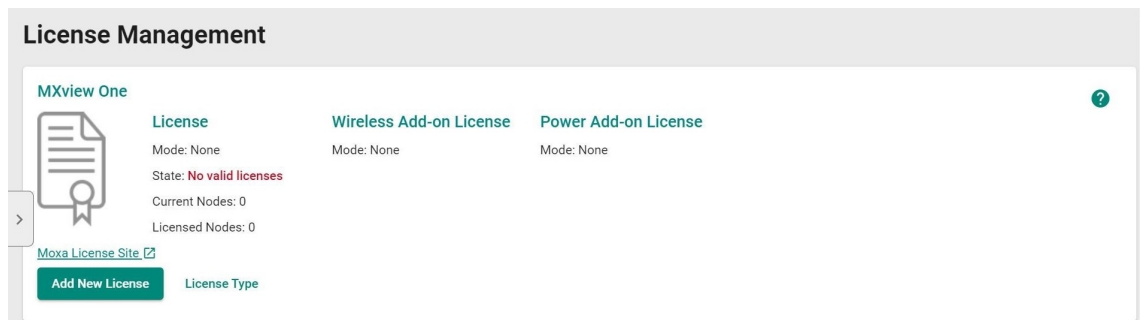 License Management
MXview One
License
Mode: None
State: No valid licenses
Current Nodes: 0
Licensed Nodes: 0
Wireless Add-on License
Mode: None
Power Add-on License
Mode: None
Moxa License Site
Add New License
License Type